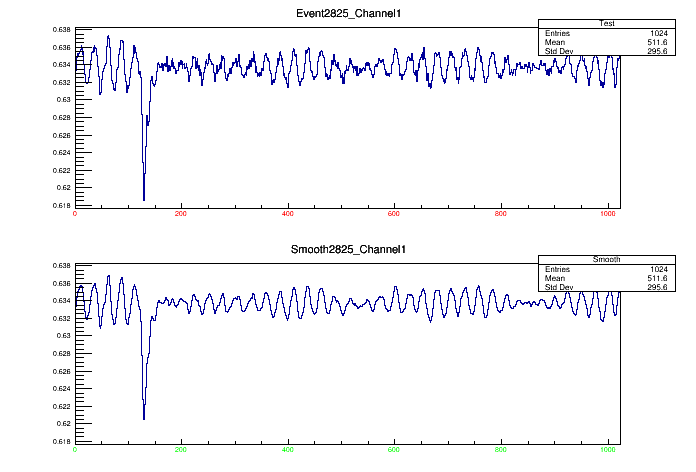 Event2825_Channel1
Test
Entries 1024
Mean 511.6
Std Dev 295.6
0.638
0.636
0.634
0.632
0.63
0.628
0.626
0.624
0.622
0.62
0.618
0 200 400 600 800 1000
Smooth2825_Channel1
Smooth
Entries 1024
Mean 511.6
Std Dev 295.6
0.638
0.636
0.634
0.632
0.63
0.628
0.626
0.624
0.622
0.62
0.618
0 200 400 600 800 1000